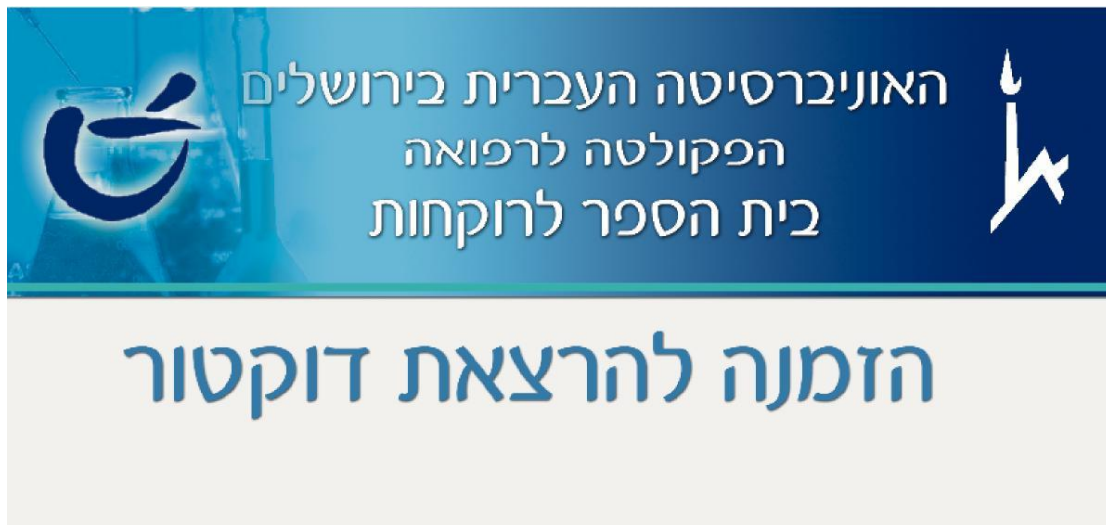 האוניברסיטה העברית בירושלים
הפקולטה לרפואה
בית הספר לרוקחות
הזמנה להרצאת דוקטור